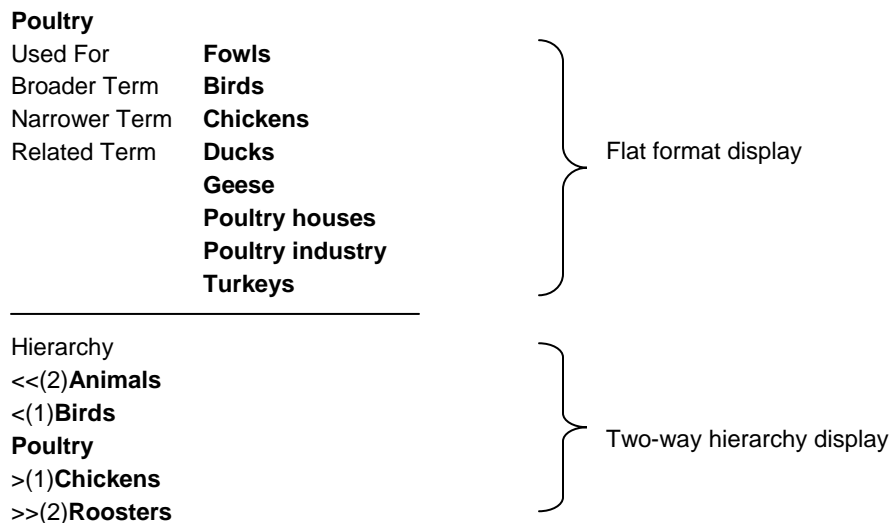 Poultry
Used For Fowls
Broader Term Birds
Narrower Term Chickens
Related Term Ducks
Geese
Poultry houses
Poultry industry
Turkeys
Flat format display
Hierarchy
<<(2)Animals
<(1)Birds
Poultry
>(1)Chickens
>>(2)Roosters
Two-way hierarchy display